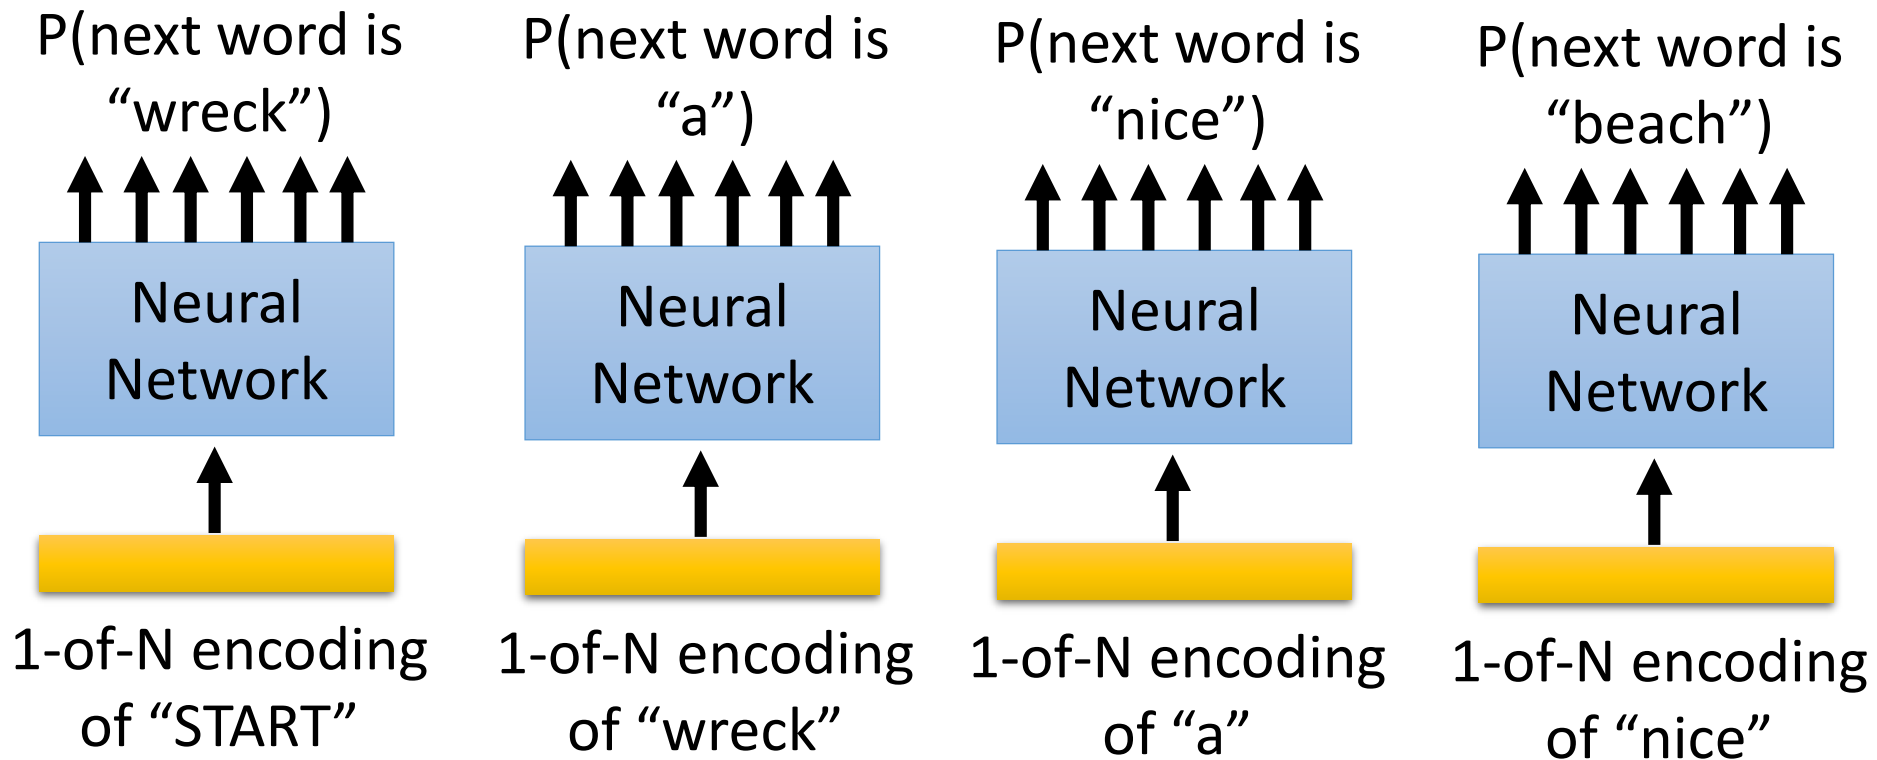 P(next word is
“wreck”)
Neural
Network
1-of-N encoding
of “START”
P(next word is
“a”)
Neural
Network
1-of-N encoding
of “wreck”
P(next word is
“nice”)
Neural
Network
1-of-N encoding
of “a”
P(next word is
“beach”)
Neural
Network
1-of-N encoding
of “nice”